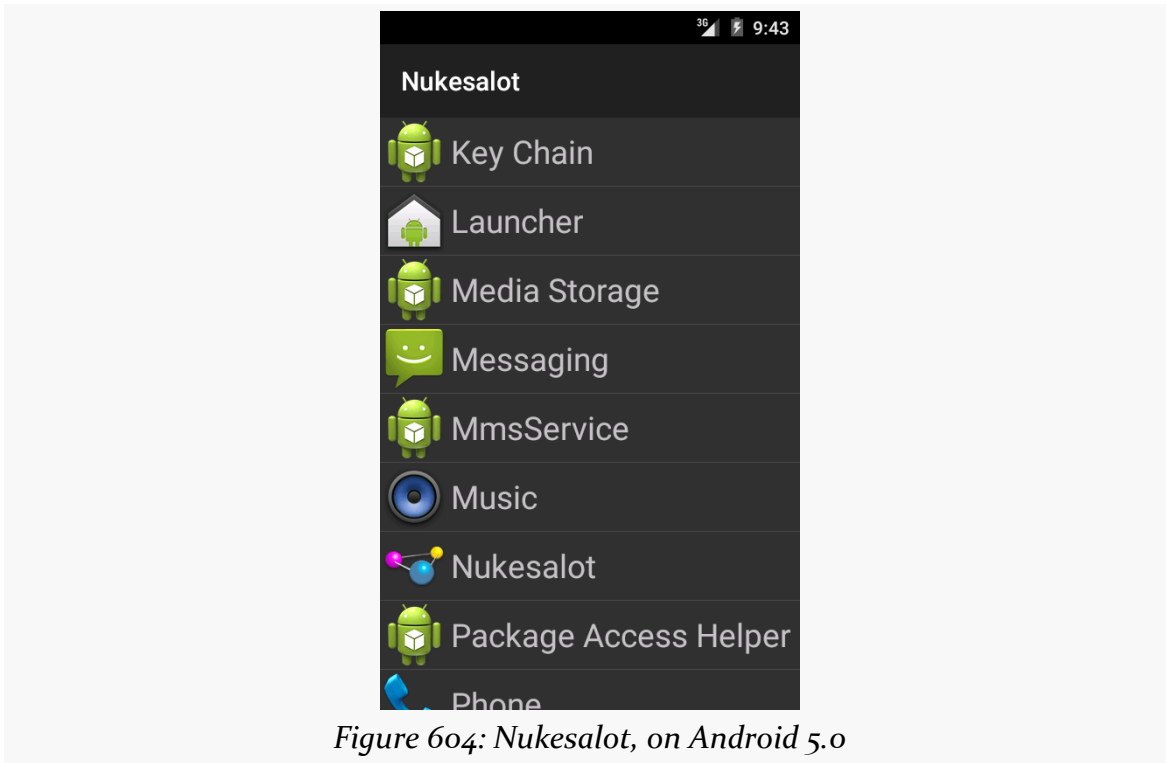 3G 9:43
Nukesalot
Key Chain
Launcher
Media Storage
Messaging
MmsService
Music
Nukesalot
Package Access Helper
Phone
Figure 604: Nukesalot, on Android 5.0